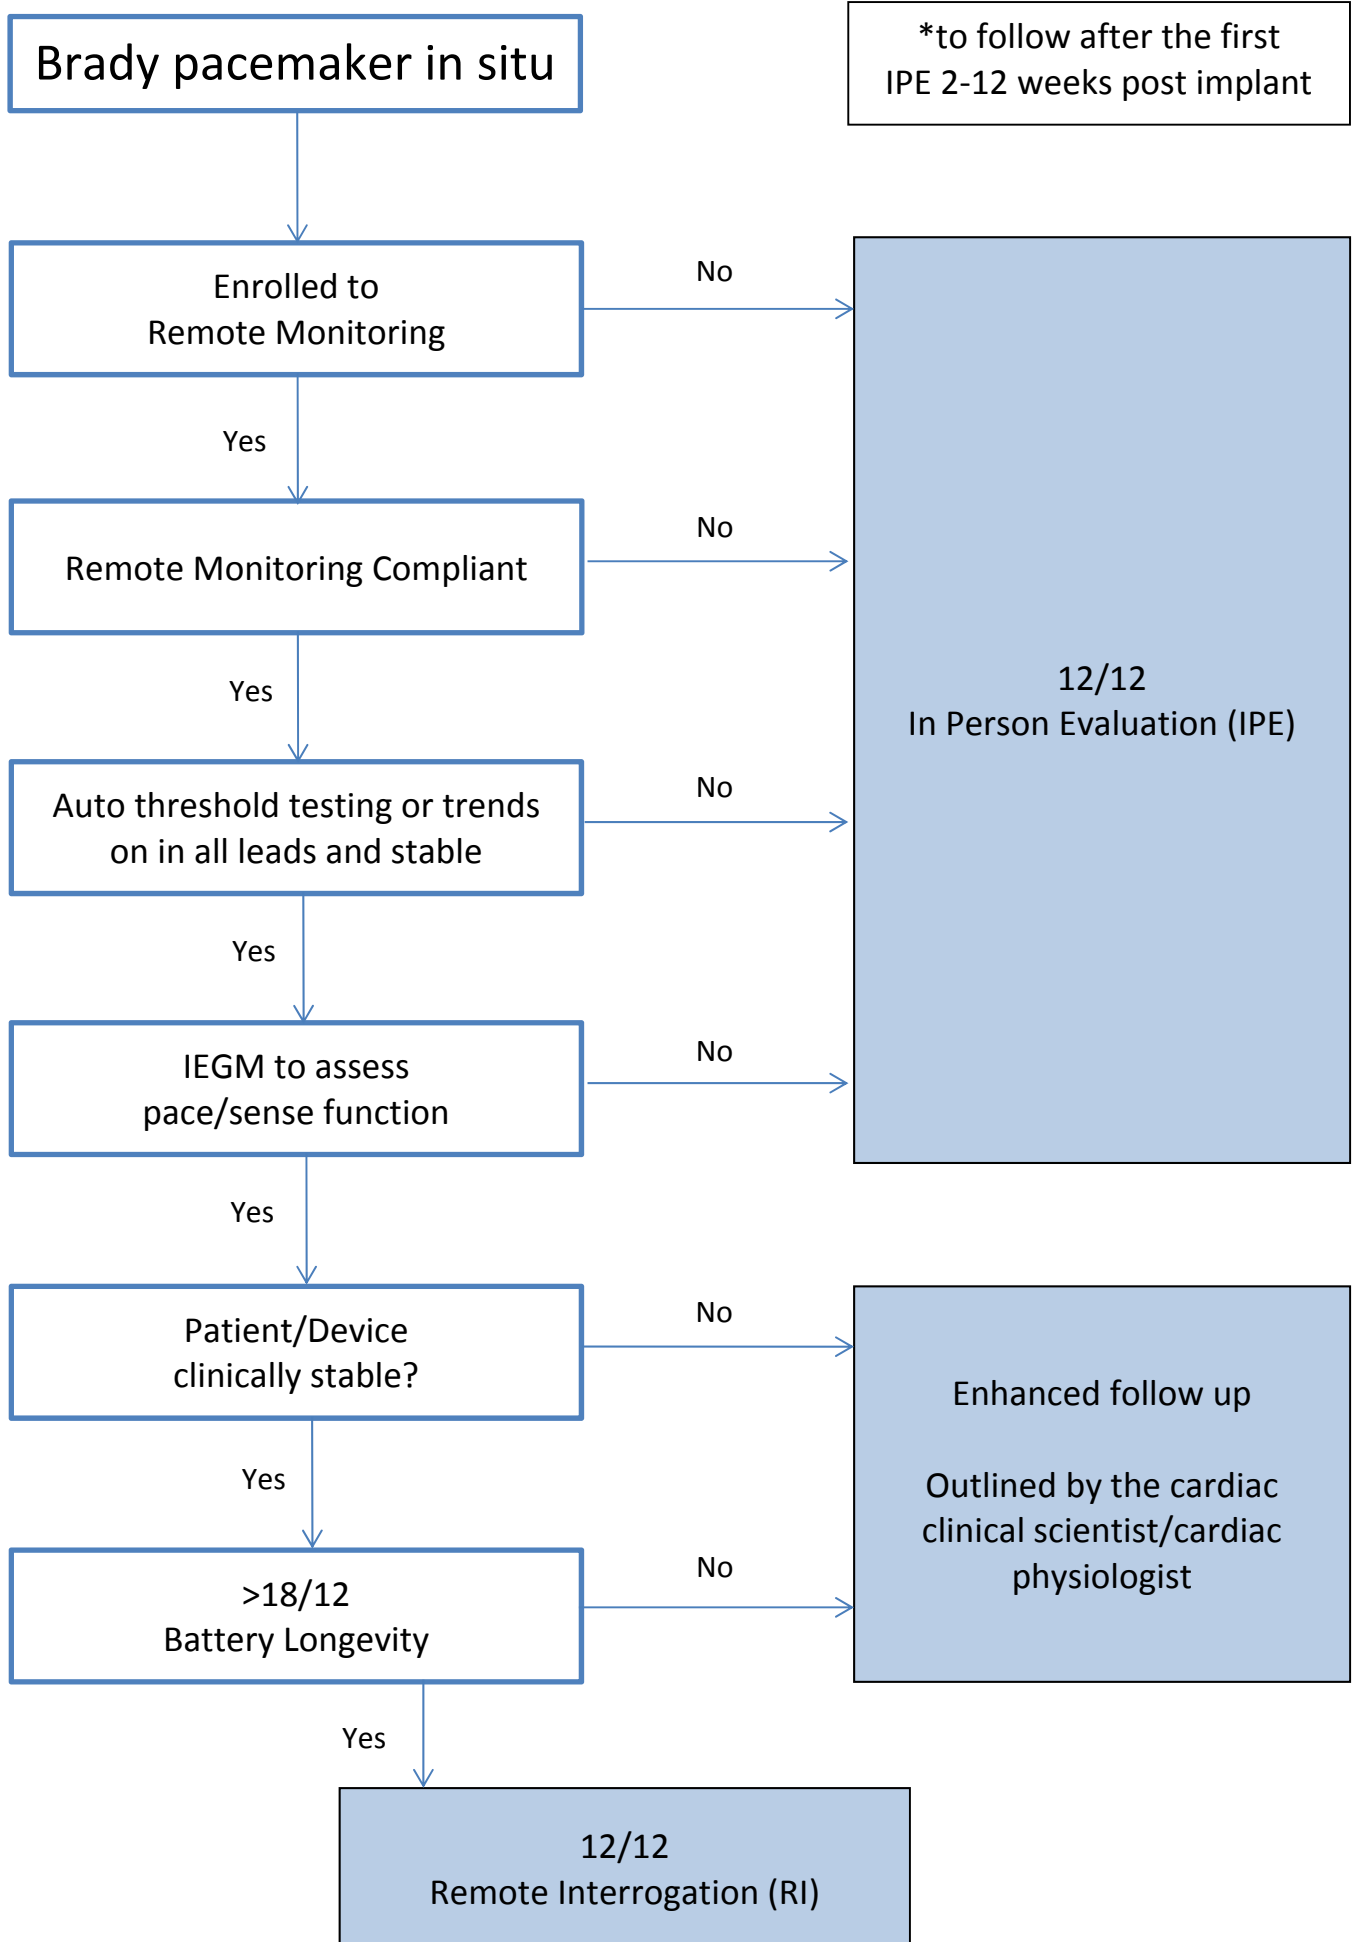 Brady pacemaker in situ
*to follow after the first
IPE 2-12 weeks post implant
Enrolled to
Remote Monitoring
No
Yes
Remote Monitoring Compliant
No
12/12
In Person Evaluation (IPE)
Yes
Auto threshold testing or trends
on in all leads and stable
No
Yes
IEGM to assess
pace/sense function
No
Yes
Patient/Device
clinically stable?
No
Enhanced follow up
Outlined by the cardiac
clinical scientist/cardiac
physiologist
Yes
>18/12
Battery Longevity
No
Yes
12/12
Remote Interrogation (RI)